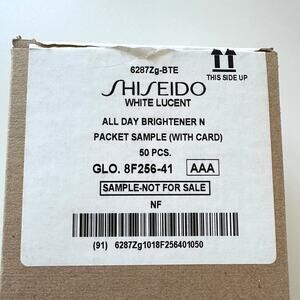 6287Zg-BTE
THIS SIDE UP
SHISEIDO
WHITE LUCENT
ALL DAY BRIGHTENER N
PACKET SAMPLE (WITH CARD)
50 PCS.
GLO. 8F256-41 AAA
SAMPLE-NOT FOR SALE
NF
(91) 6287Zg1018F256401050